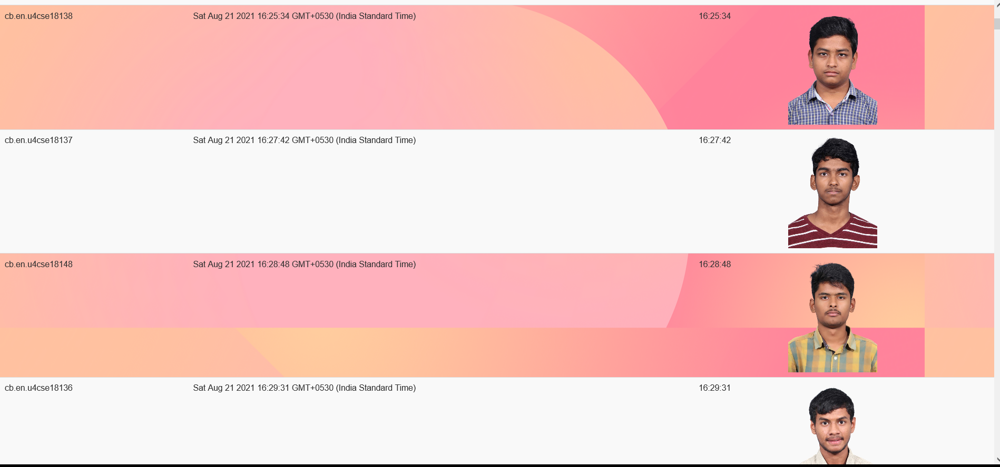 cb.en.u4cse18138 Sat Aug 21 2021 16:25:34 GMT+0530 (India Standard Time) 16:25:34
cb.en.u4cse18137 Sat Aug 21 2021 16:27:42 GMT+0530 (India Standard Time) 16:27:42
cb.en.u4cse18148 Sat Aug 21 2021 16:28:48 GMT+0530 (India Standard Time) 16:28:48
cb.en.u4cse18136 Sat Aug 21 2021 16:29:31 GMT+0530 (India Standard Time) 16:29:31